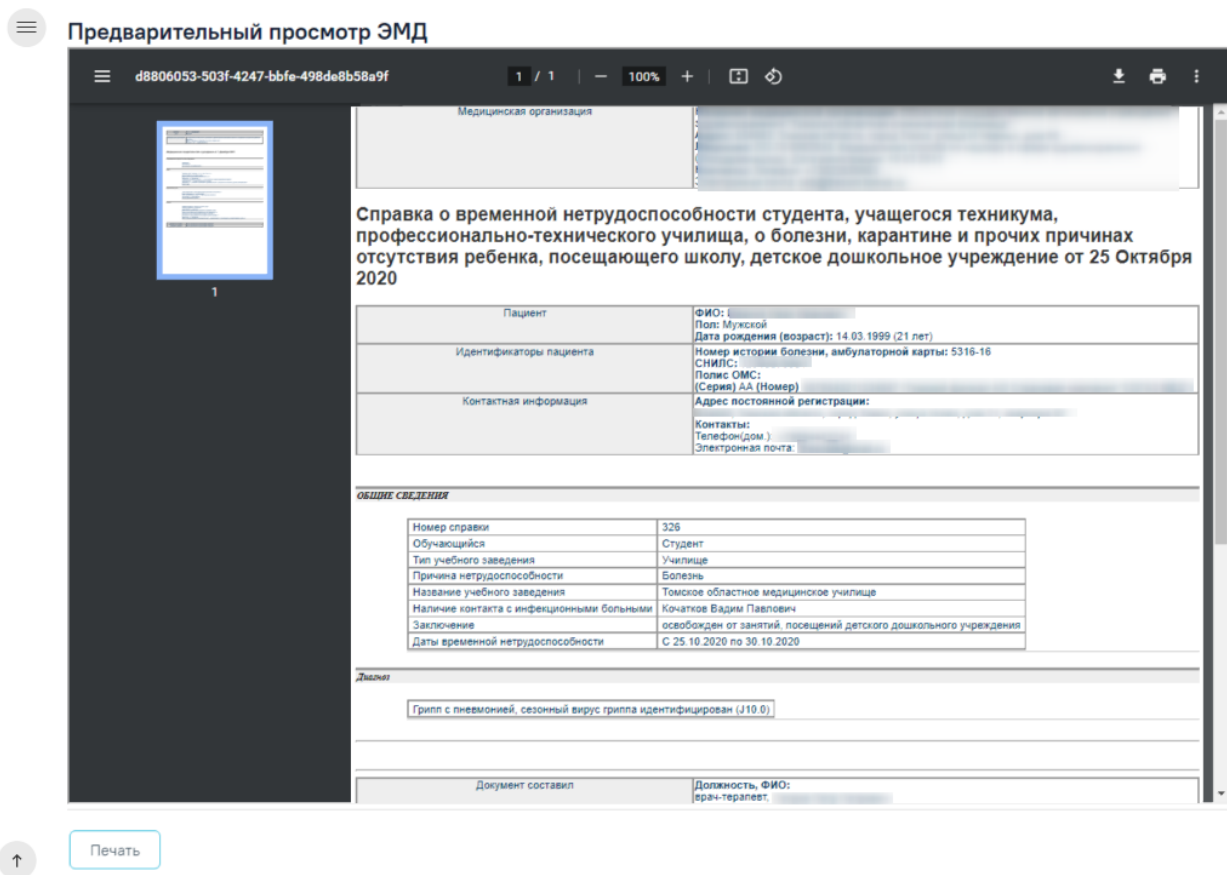 Предварительный просмотр ЭМД
d8806053-503f-4247-bbfe-498de8b58a9f
1 / 1
100%
1
Медицинская организация
Справка о временной нетрудоспособности студента, учащегося техникума,
профессионально-технического училища, о болезни, карантине и прочих причинах
отсутствия ребенка, посещающего школу, детское дошкольное учреждение от 25 Октября
2020
Пациент
ФИО:
Пол: Мужской
Дата рождения (возраст): 14.03.1999 (21 лет)
Идентификаторы пациента
Номер истории болезни, амбулаторной карты: 5316-16
СНИЛС:
Полис ОМС:
(Серия) АА (Номер)
Контактная информация
Адрес постоянной регистрации:
Контакты:
Телефон(дом.)
Электронная почта:
ОБЩИЕ СВЕДЕНИЯ
Номер справки 326
Обучающийся Студент
Тип учебного заведения Училище
Причина нетрудоспособности Болезнь
Название учебного заведения Томское областное медицинское училище
Наличие контакта с инфекционными больными Кочатков Вадим Павлович
Заключение освобожден от занятий, посещений детского дошкольного учреждения
Даты временной нетрудоспособности С 25.10.2020 по 30.10.2020
Диагноз
Грипп с пневмонией, сезонный вирус гриппа идентифицирован (J10.0)
Документ составил
Должность, ФИО:
врач-терапевт,
Печать